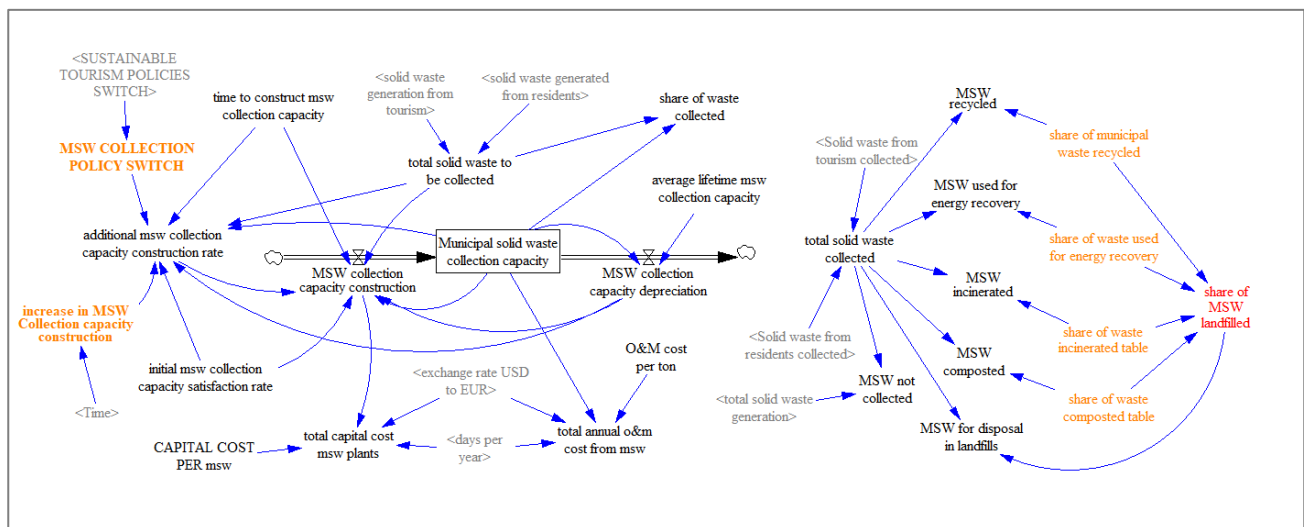 <SUSTAINABLE
TOURISM POLICIES
SWITCH>
time to construct msw
collection capacity
<solid waste
generation from
tourism>
<solid waste generated
from residents>
share of waste
collected
MSW COLLECTION
POLICY SWITCH
total solid waste to
be collected
average lifetime msw
collection capacity
additional msw collection
capacity construction rate
Municipal solid waste
collection capacity
MSW collection
capacity construction
MSW collection
capacity depreciation
increase in MSW
Collection capacity
construction
initial msw collection
capacity satisfaction rate
<Time>
<exchange rate USD
to EUR>
O&M cost
per ton
CAPITAL COST
PER msw
total capital cost
msw plants
<days per
year>
total annual o&m
cost from msw
MSW
recycled
share of municipal
waste recycled
<Solid waste from
tourism collected>
MSW used for
energy recovery
total solid waste
collected
share of waste used
for energy recovery
MSW
incinerated
share of
MSW
landfilled
<Solid waste from
residents collected>
share of waste
incinerated table
MSW
composted
MSW not
collected
<total solid waste
generation>
share of waste
composted table
MSW for disposal
in landfills